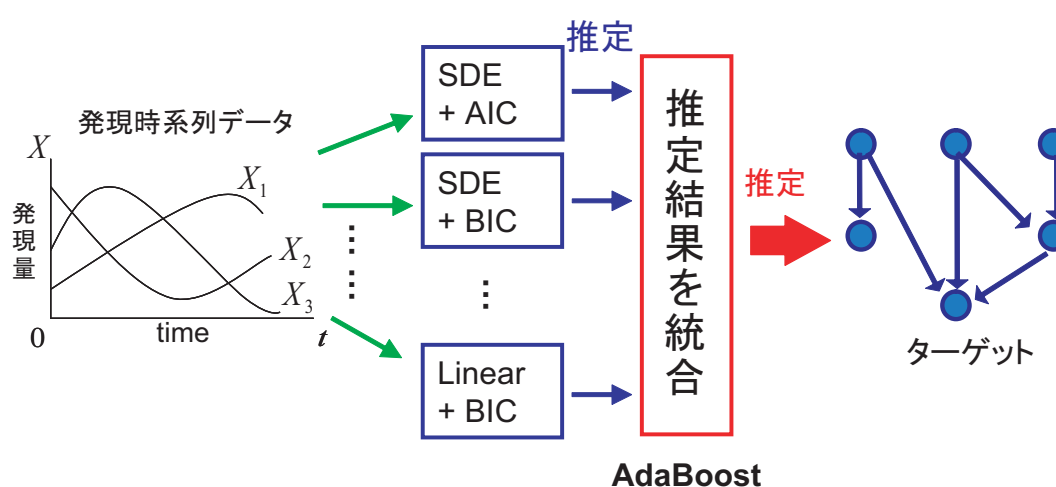 推定
SDE
+ AIC
発現時系列データ
X
発現量
X1
X2
X3
0
time
t
SDE
+ BIC
⋮
Linear
+ BIC
推定結果を統合
AdaBoost
推定
ターゲット